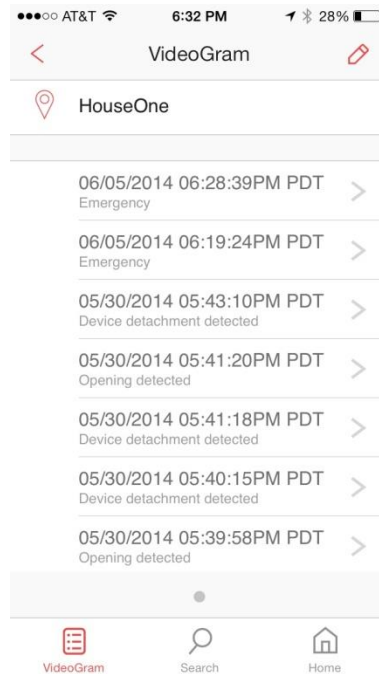 AT&T 6:32 PM 28%
VideoGram
HouseOne
06/05/2014 06:28:39PM PDT
Emergency
06/05/2014 06:19:24PM PDT
Emergency
05/30/2014 05:43:10PM PDT
Device detachment detected
05/30/2014 05:41:20PM PDT
Opening detected
05/30/2014 05:41:18PM PDT
Device detachment detected
05/30/2014 05:40:15PM PDT
Device detachment detected
05/30/2014 05:39:58PM PDT
Opening detected
VideoGram Search Home